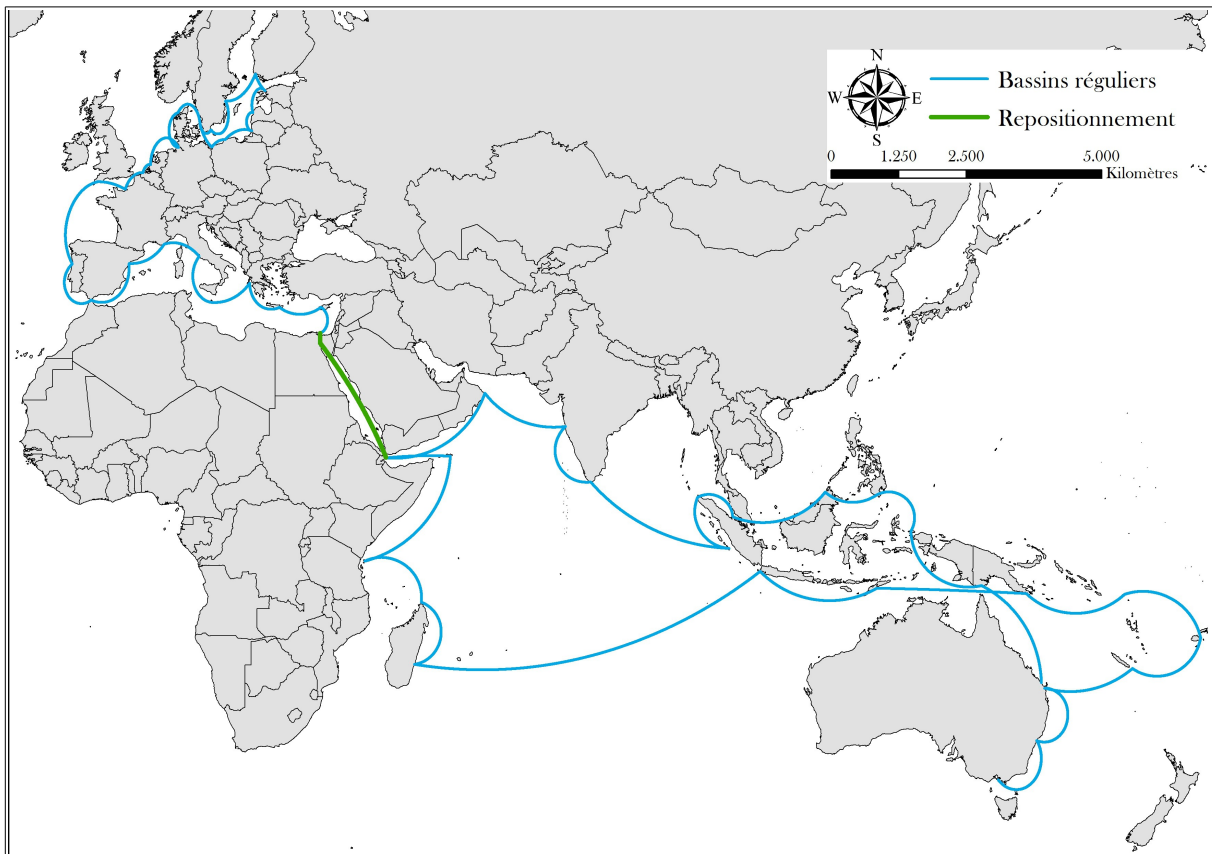 N
W E
S
Bassins réguliers
Repositionnement
0 1.250 2.500 5.000
Kilomètres